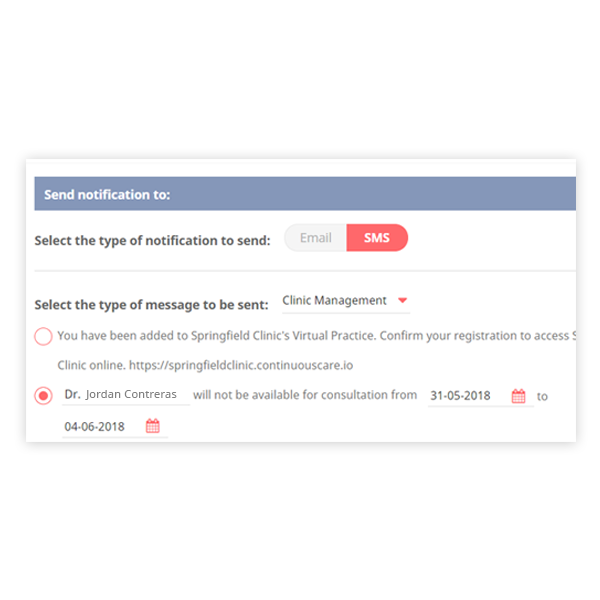 Send notification to:
Select the type of notification to send: Email SMS
Select the type of message to be sent: Clinic Management
You have been added to Springfield Clinic's Virtual Practice. Confirm your registration to access
Clinic online. https://springfieldclinic.continuouscare.io
Dr. Jordan Contreras will not be available for consultation from 31-05-2018 to
04-06-2018